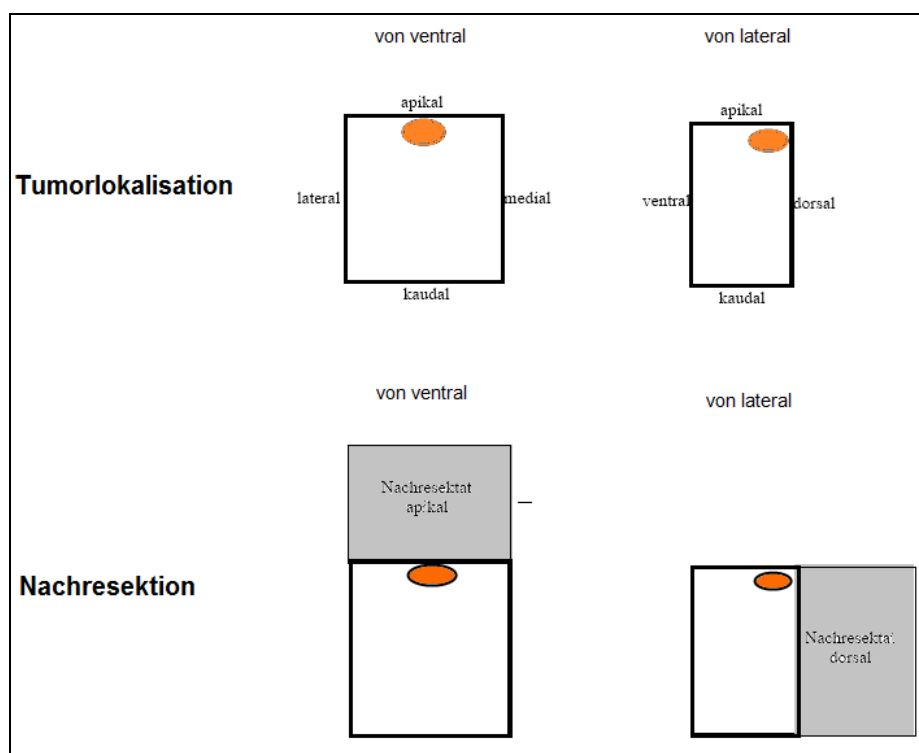 von ventral
von lateral
apikal
apikal
Tumorlokalisation
lateral
medial
ventral
dorsal
kaudal
kaudal
von ventral
von lateral
Nachresektat
apikal
Nachresektion
Nachresektat
dorsal